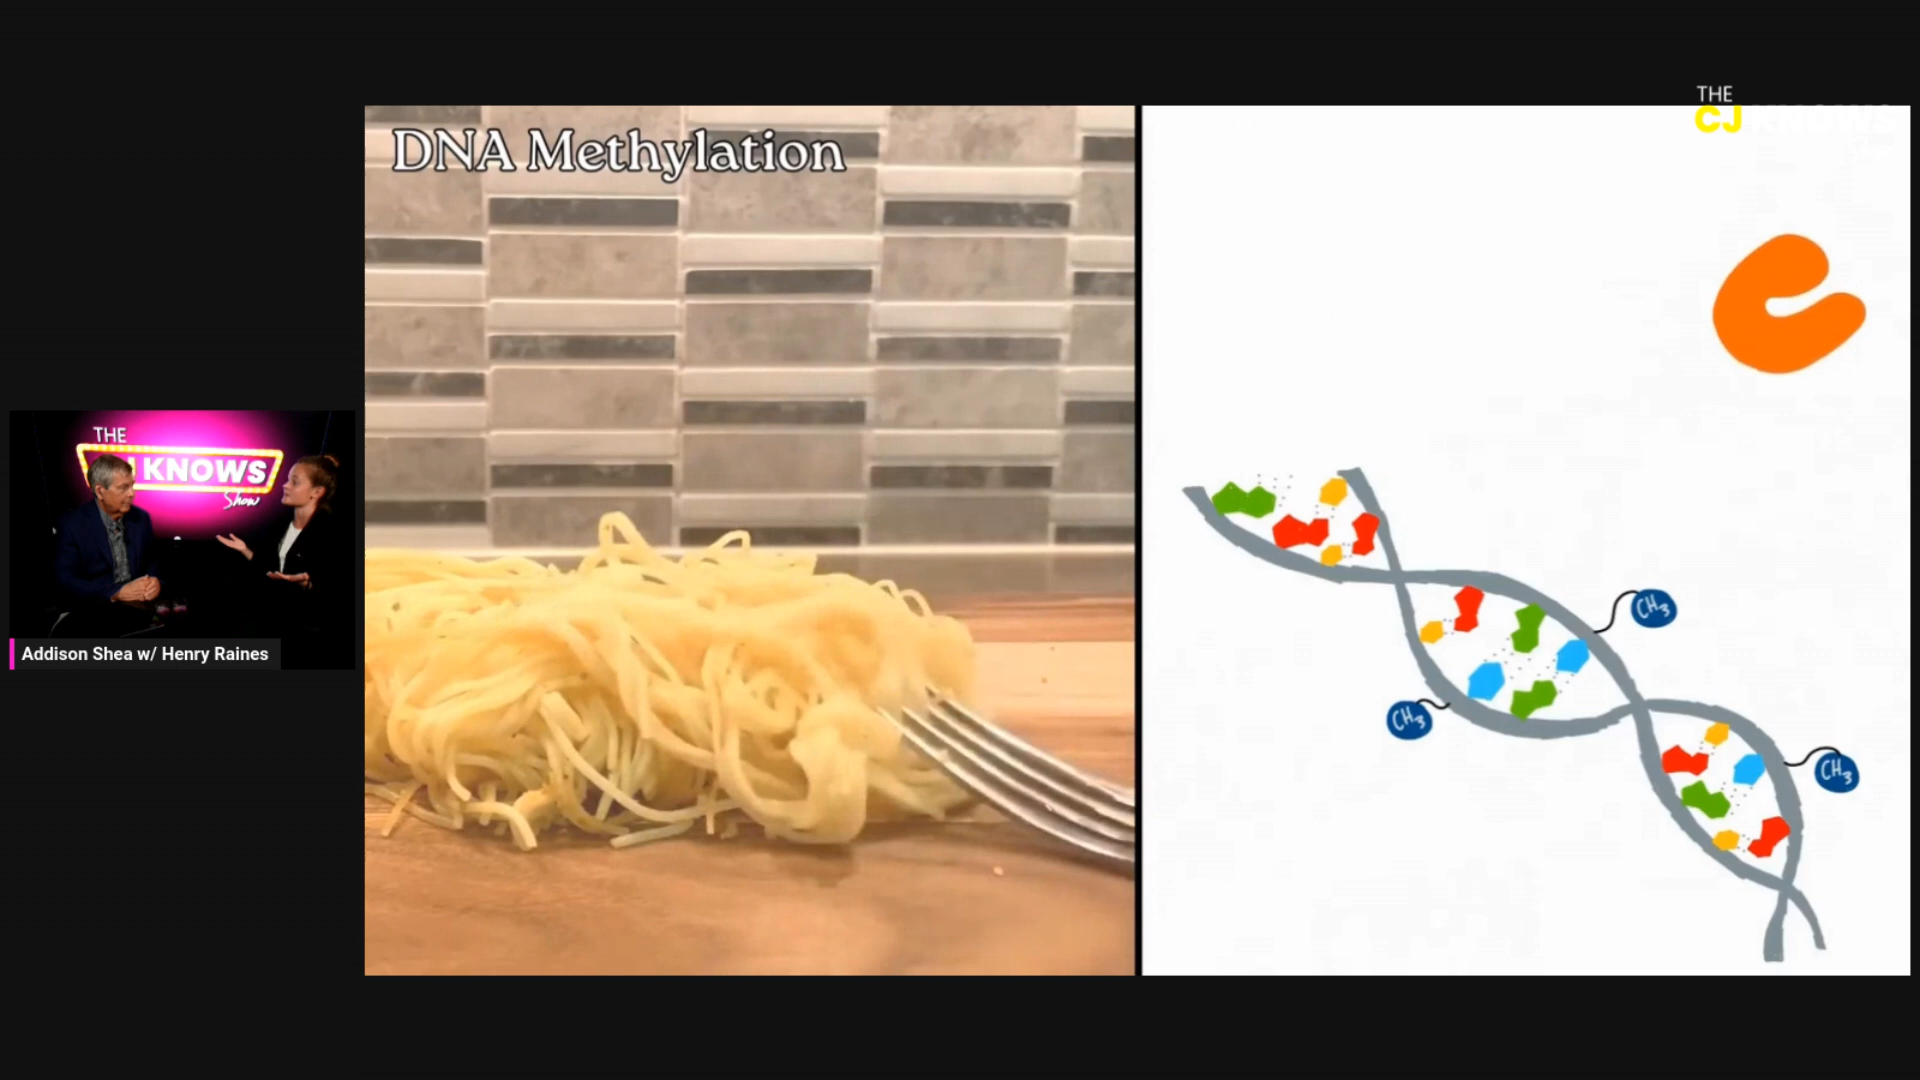 THE
CJ
DNA Methylation
THE
KNOWS
Show
Addison Shea w/ Henry Raines
CH3
CH3
CH3